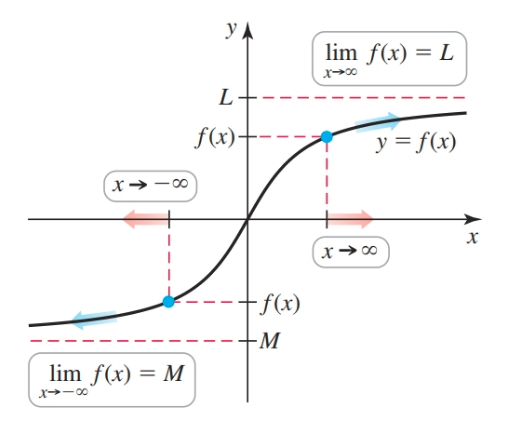 y
lim f(x) = L
x→∞
L
f(x)
y = f(x)
x → −∞
x
x → ∞
f(x)
M
lim f(x) = M
x→−∞